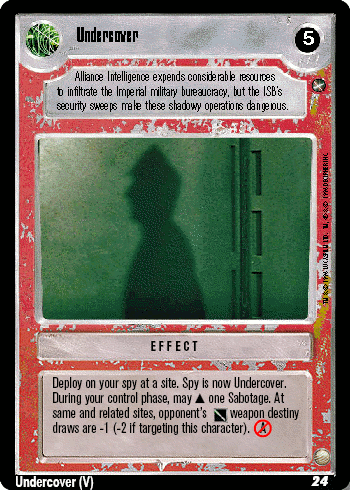 Undercover
5
Alliance Intelligence expends considerable resources
to infiltrate the Imperial military bureaucracy, but the ISB's
security sweeps make these shadowy operations dangerous.
EFFECT
Deploy on your spy at a site. Spy is now Undercover.
During your control phase, may ▲ one Sabotage. At
same and related sites, opponent's weapon destiny
draws are -1 (-2 if targeting this character). A
Undercover (V)
24